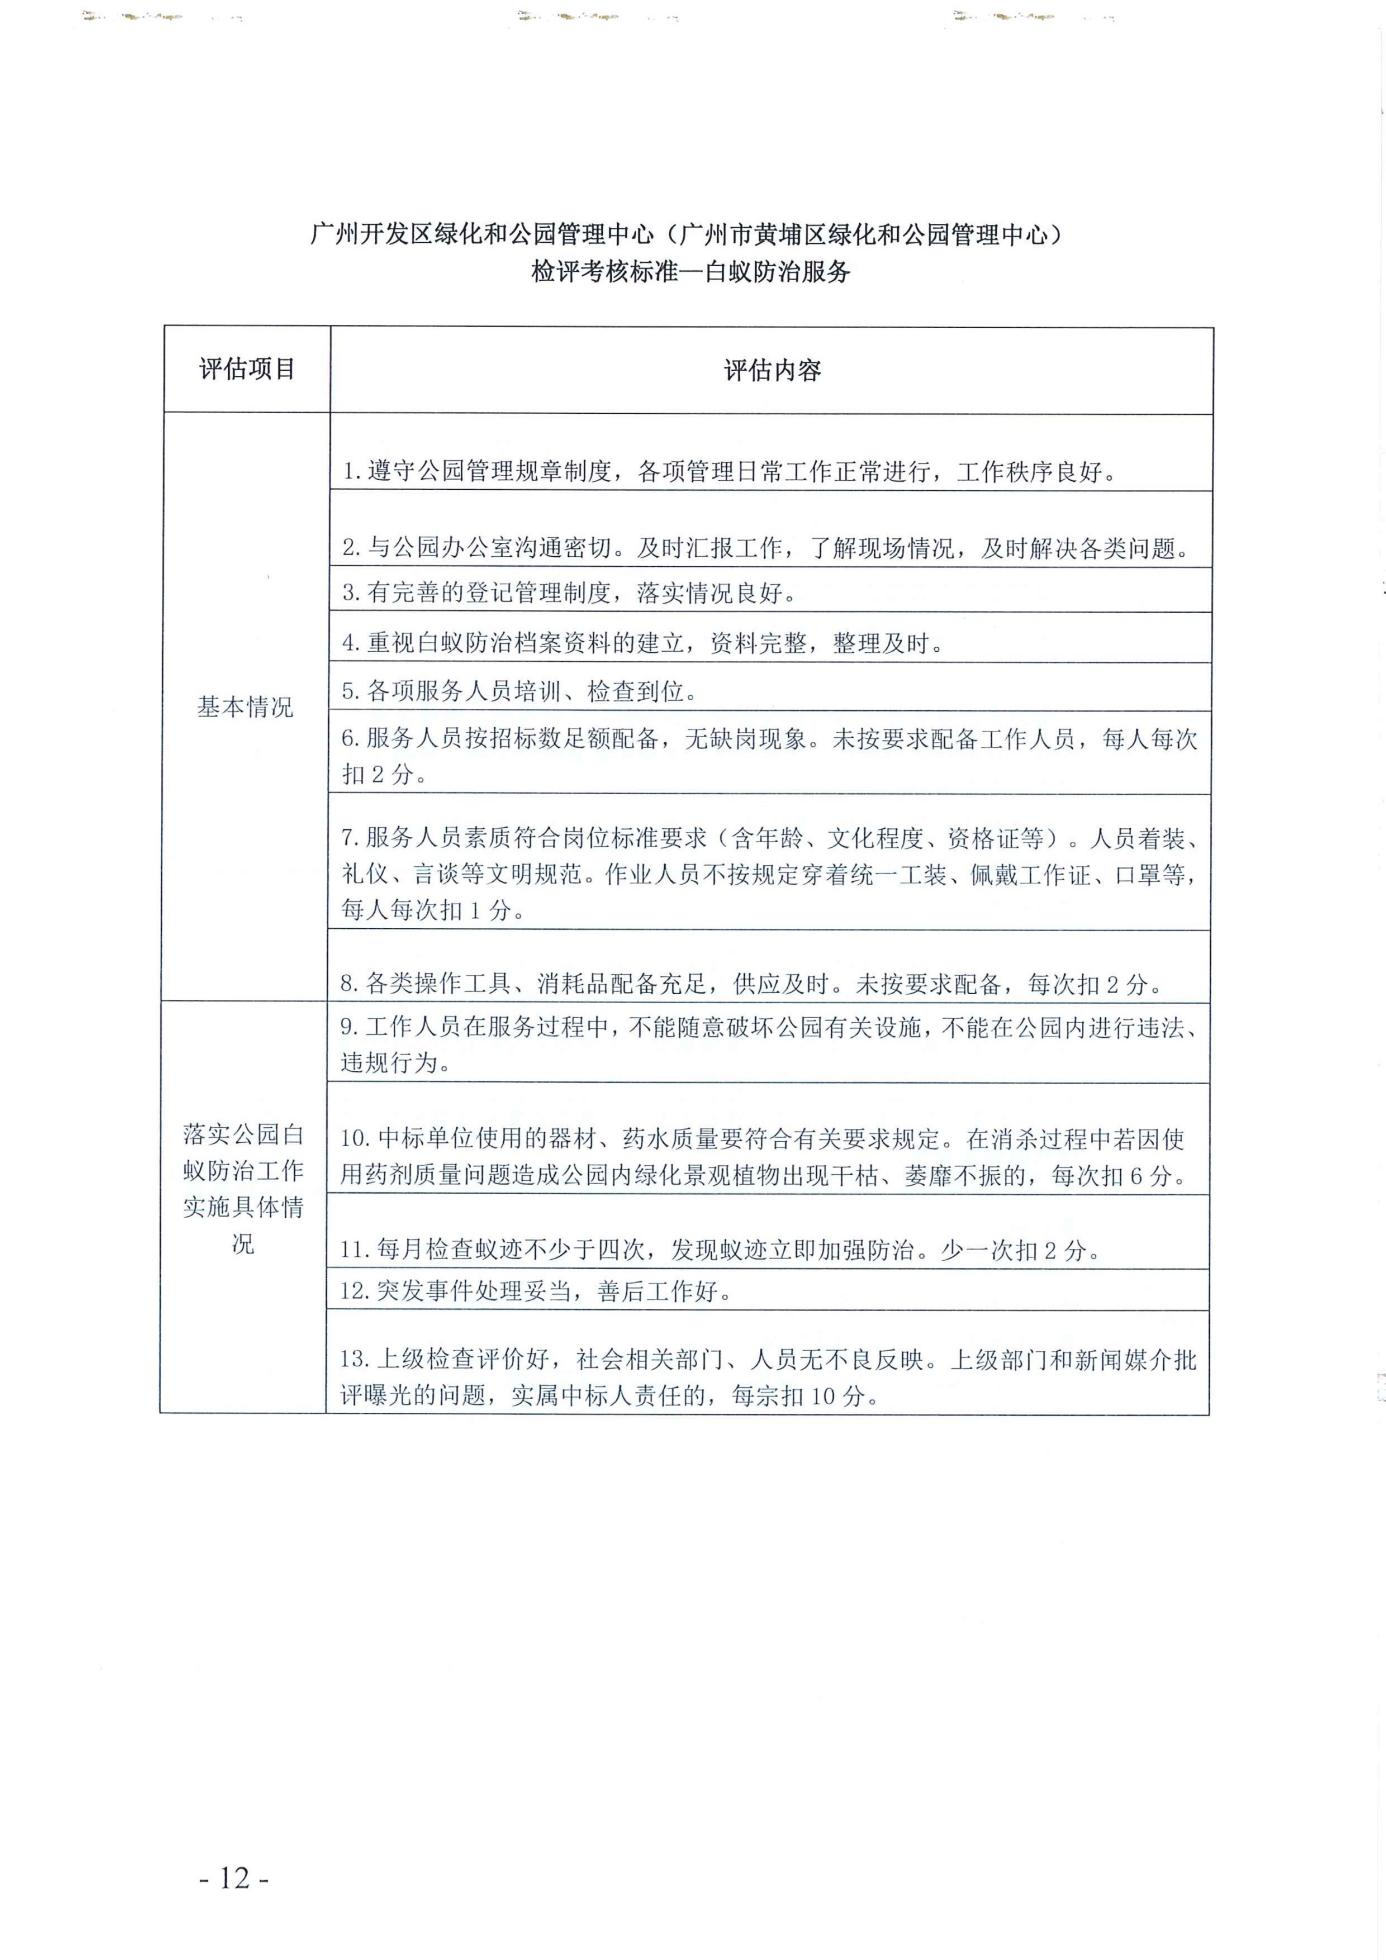 广州开发区绿化和公园管理中心（广州市黄埔区绿化和公园管理中心）
检评考核标准—白蚁防治服务
评估项目
评估内容
基本情况
1.遵守公园管理规章制度，各项管理日常工作正常进行，工作秩序良好。
2.与公园办公室沟通密切。及时汇报工作，了解现场情况，及时解决各类问题。
3.有完善的登记管理制度，落实情况良好。
4.重视白蚁防治档案资料的建立，资料完整，整理及时。
5.各项服务人员培训、检查到位。
6.服务人员按招标数足额配备，无缺岗现象。未按要求配备工作人员，每人每次
扣2分。
7.服务人员素质符合岗位标准要求（含年龄、文化程度、资格证等）。人员着装、
礼仪、言谈等文明规范。作业人员不按规定穿着统一工装、佩戴工作证、口罩等，
每人每次扣1分。
8.各类操作工具、消耗品配备充足，供应及时。未按要求配备，每次扣2分。
落实公园白
蚁防治工作
实施具体情
况
9.工作人员在服务过程中，不能随意破坏公园有关设施，不能在公园内进行违法、
违规行为。
10.中标单位使用的器材、药水质量要符合有关要求规定。在消杀过程中若因使
用药剂质量问题造成公园内绿化景观植物出现干枯、萎靡不振的，每次扣6分。
11.每月检查蚁迹不少于四次，发现蚁迹立即加强防治。少一次扣2分。
12.突发事件处理妥当，善后工作好。
13.上级检查评价好，社会相关部门、人员无不良反映。上级部门和新闻媒介批
评曝光的问题，实属中标人责任的，每宗扣10分。
- 12 -